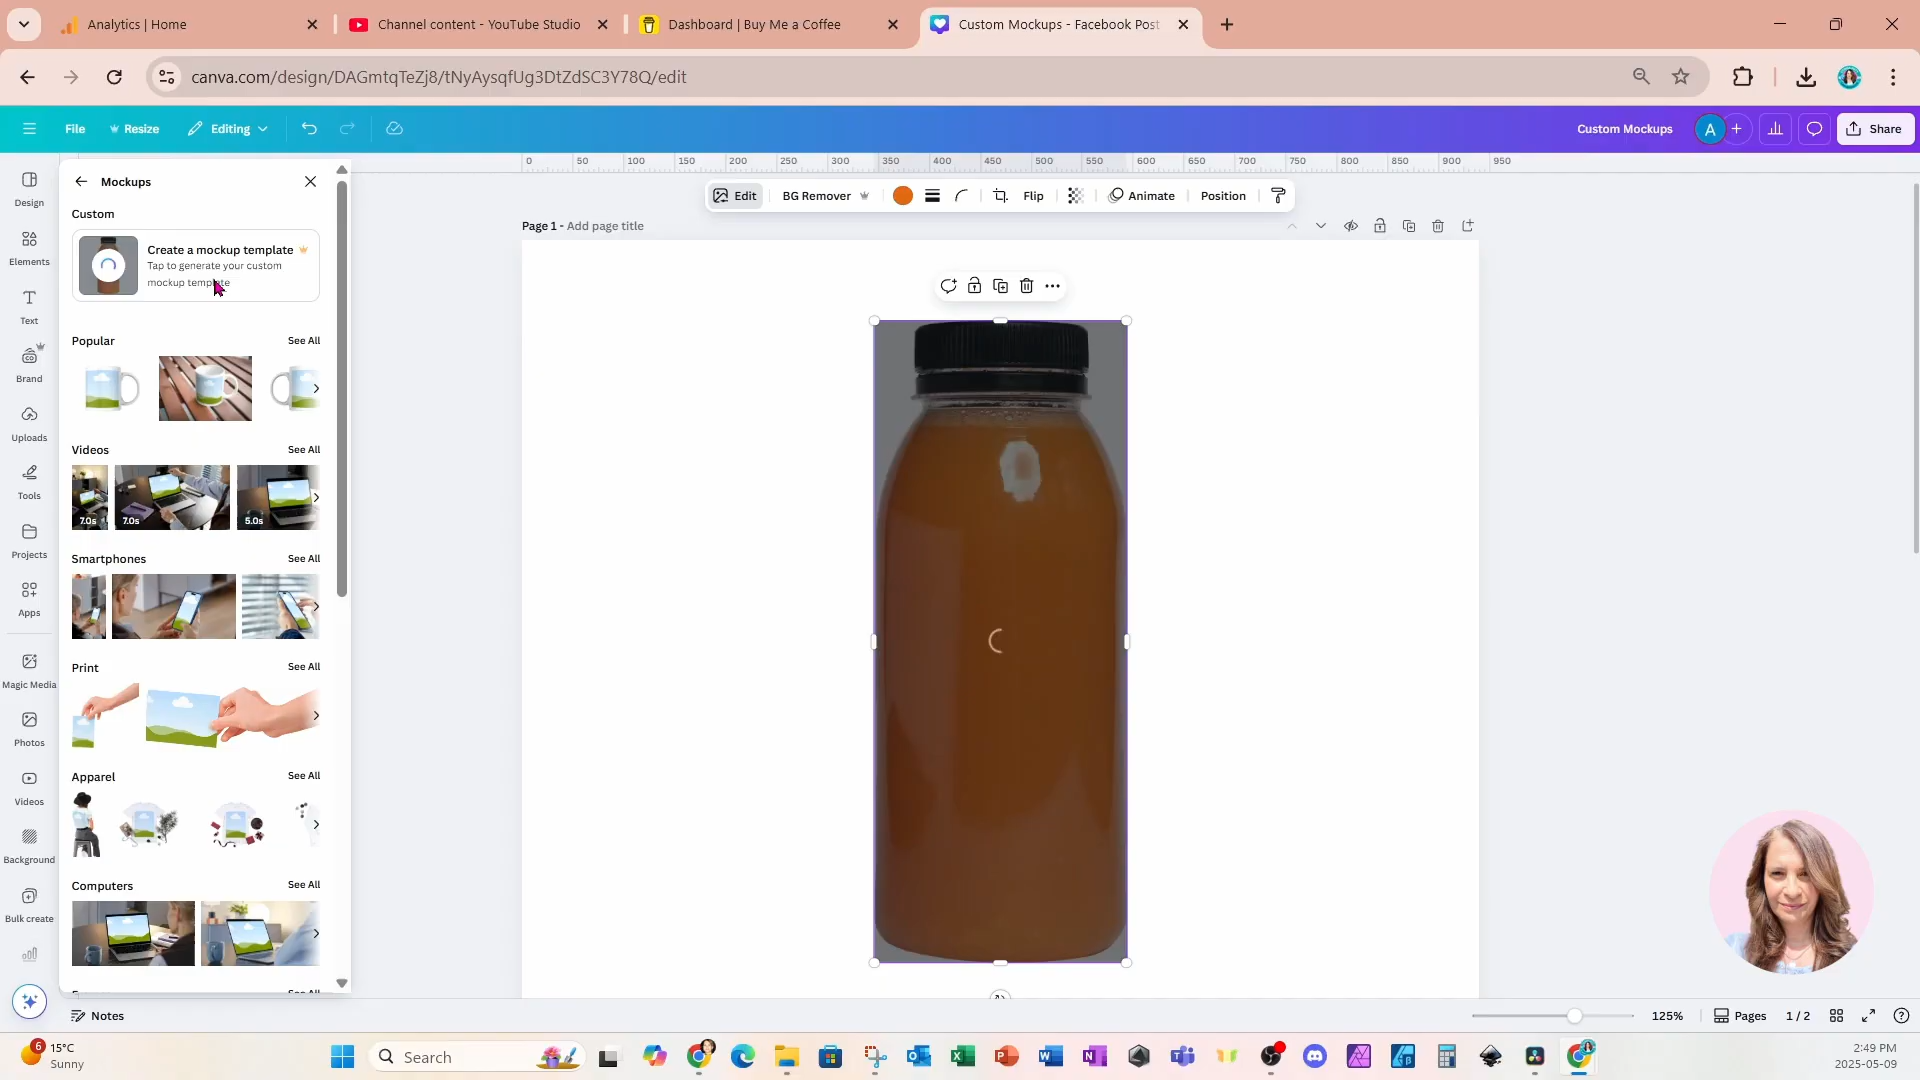 Analytics | Home
Channel content - YouTube Studio
Dashboard | Buy Me a Coffee
Custom Mockups - Facebook Post
canva.com/design/DAGmtqTeZj8/tNyAysqfUg3DtZdSC3Y78Q/edit
File
Resize
Editing
Custom Mockups
A
Share
0 50 100 150 200 250 300 350 400 450 500 550 600 650 700 750 800 850 900 950
Mockups
Edit
BG Remover
Flip
Animate
Position
Design
Elements
Text
Brand
Uploads
Tools
Projects
Apps
Magic Media
Photos
Videos
Background
Bulk create
Custom
Create a mockup template
Tap to generate your custom
mockup template
Popular
See All
Videos
See All
7.0s
7.0s
5.0s
Smartphones
See All
Print
See All
Apparel
See All
Computers
See All
See All
Page 1 - Add page title
Notes
125%
Pages
1 / 2
6
15°C
Sunny
Search
2:49 PM
2025-05-09